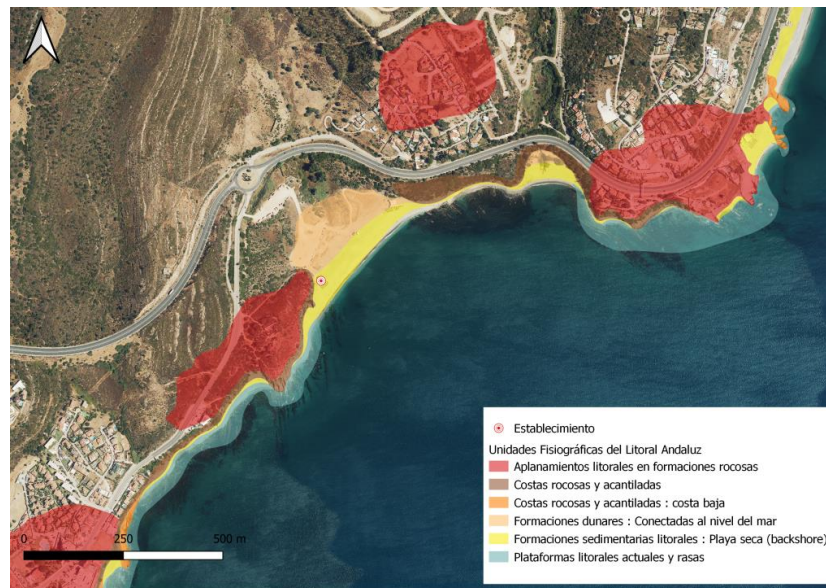 Establecimiento
Unidades Fisiográficas del Litoral Andaluz
Aplanamientos litorales en formaciones rocosas
Costas rocosas y acantiladas
Costas rocosas y acantiladas : costa baja
Formaciones dunares : Conectadas al nivel del mar
Formaciones sedimentarias litorales : Playa seca (backshore)
Plataformas litorales actuales y rasas
0 250 500 m